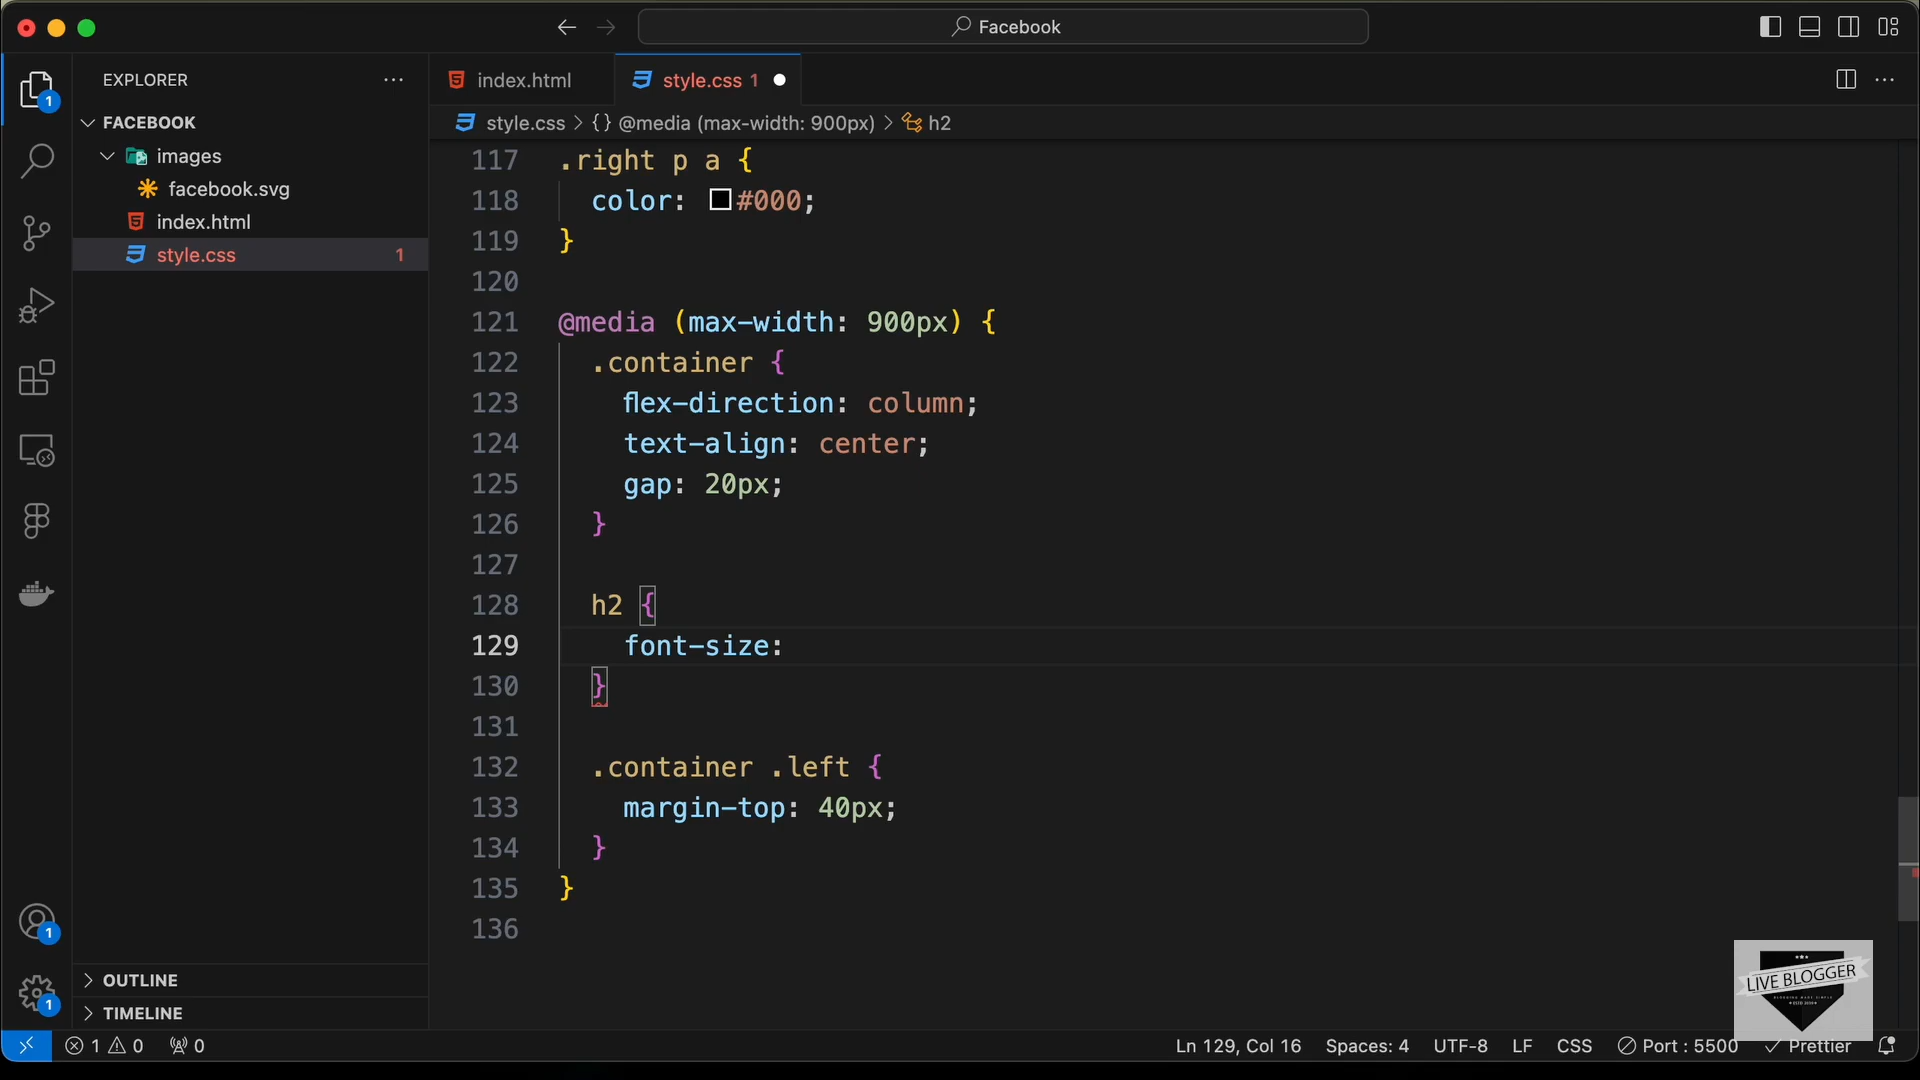 Facebook
EXPLORER
FACEBOOK
images
facebook.svg
index.html
style.css 1
index.html
style.css 1
style.css > {} @media (max-width: 900px) > h2
117 .right p a {
118 color: #000;
119 }
120
121 @media (max-width: 900px) {
122 .container {
123 flex-direction: column;
124 text-align: center;
125 gap: 20px;
126 }
127
128 h2 {
129 font-size:
130 }
131
132 .container .left {
133 margin-top: 40px;
134 }
135 }
136
1
1
1
OUTLINE
TIMELINE
LIVE BLOGGER
1 0 0
Ln 129, Col 16 Spaces: 4 UTF-8 LF CSS Port : 5500 Prettier